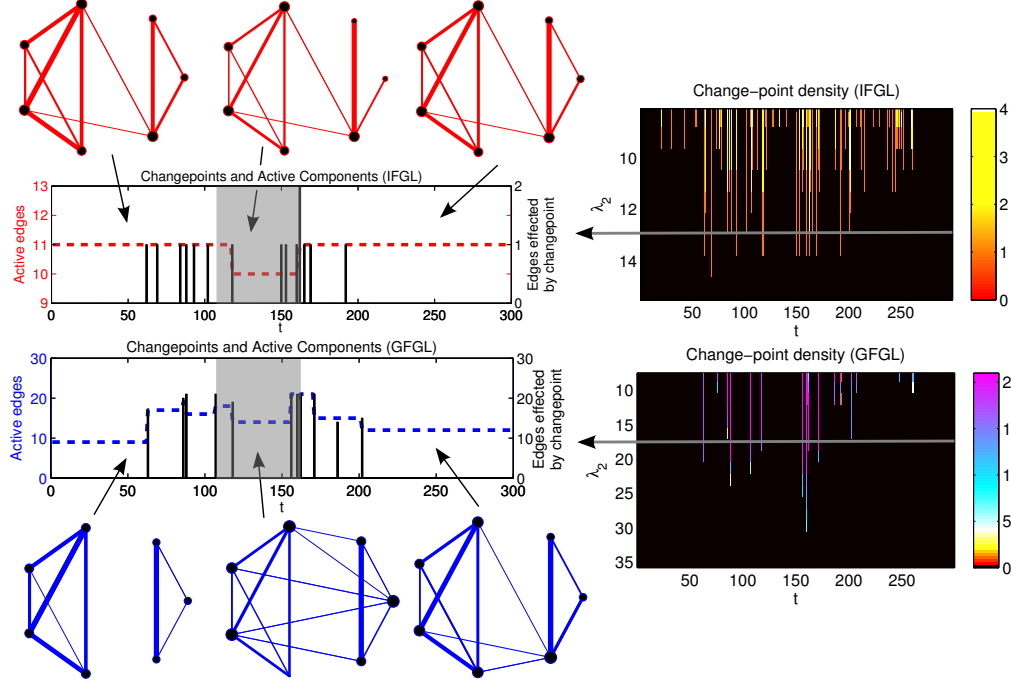 Changepoints and Active Components (IFGL)
Active edges
13
12
11
10
9
2
1
0
Edges effected
by changepoint
0 50 100 150 200 250 300
t
Change−point density (IFGL)
10
12
14
λ2
50 100 150 200 250
t
4
3
2
1
0
Changepoints and Active Components (GFGL)
Active edges
30
20
10
0
30
20
10
0
Edges effected
by changepoint
0 50 100 150 200 250 300
t
Change−point density (GFGL)
10
15
20
25
30
35
λ2
50 100 150 200 250
t
2
1
5
0